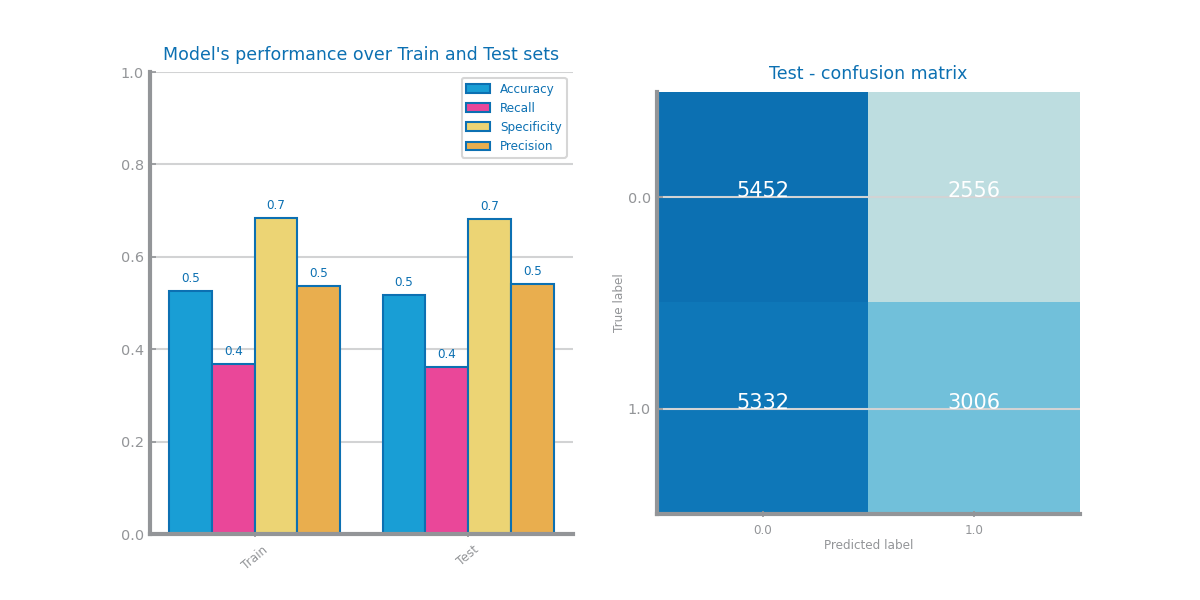 Model's performance over Train and Test sets
1.0
0.8
0.6
0.4
0.2
0.0
Accuracy
Recall
Specificity
Precision
0.5
0.4
0.7
0.5
0.5
0.4
0.7
0.5
Train
Test
Test - confusion matrix
True label
0.0
1.0
5452 2556
5332 3006
0.0 1.0
Predicted label